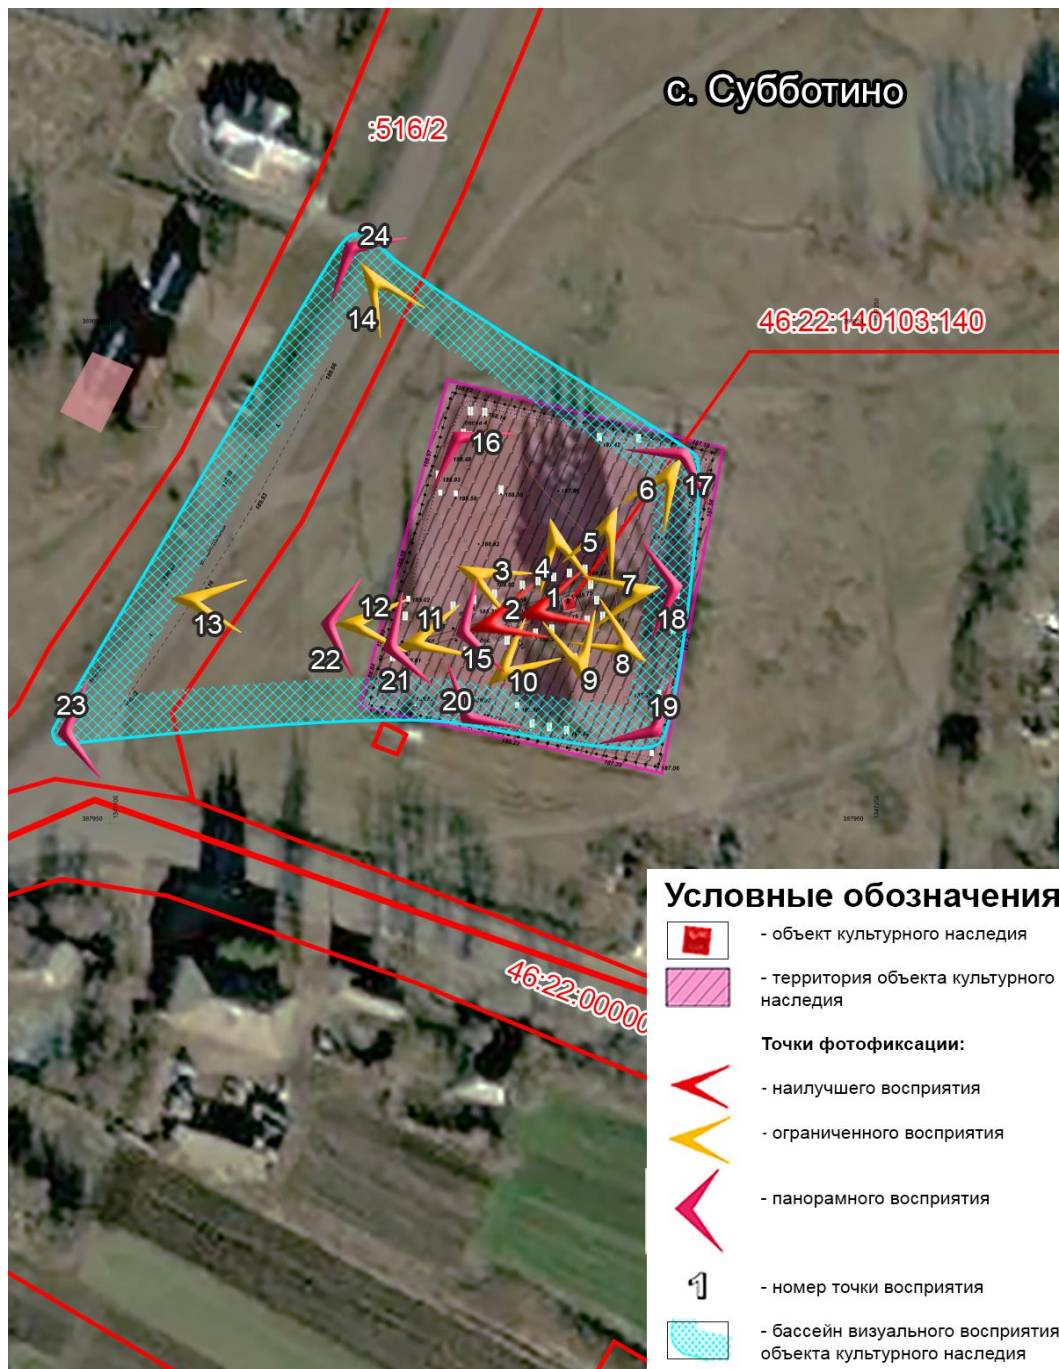 с. Субботино
:516/2
24
14
46:22:140103:140
16
17
6
5
3
4
7
1
2
12
11
18
13
22
15
8
21
10
9
20
19
23
46:22:00000
Условные обозначения
- объект культурного наследия
- территория объекта культурного
наследия
Точки фотофиксации:
- наилучшего восприятия
- ограниченного восприятия
- панорамного восприятия
1
- номер точки восприятия
- бассейн визуального восприятия
объекта культурного наследия